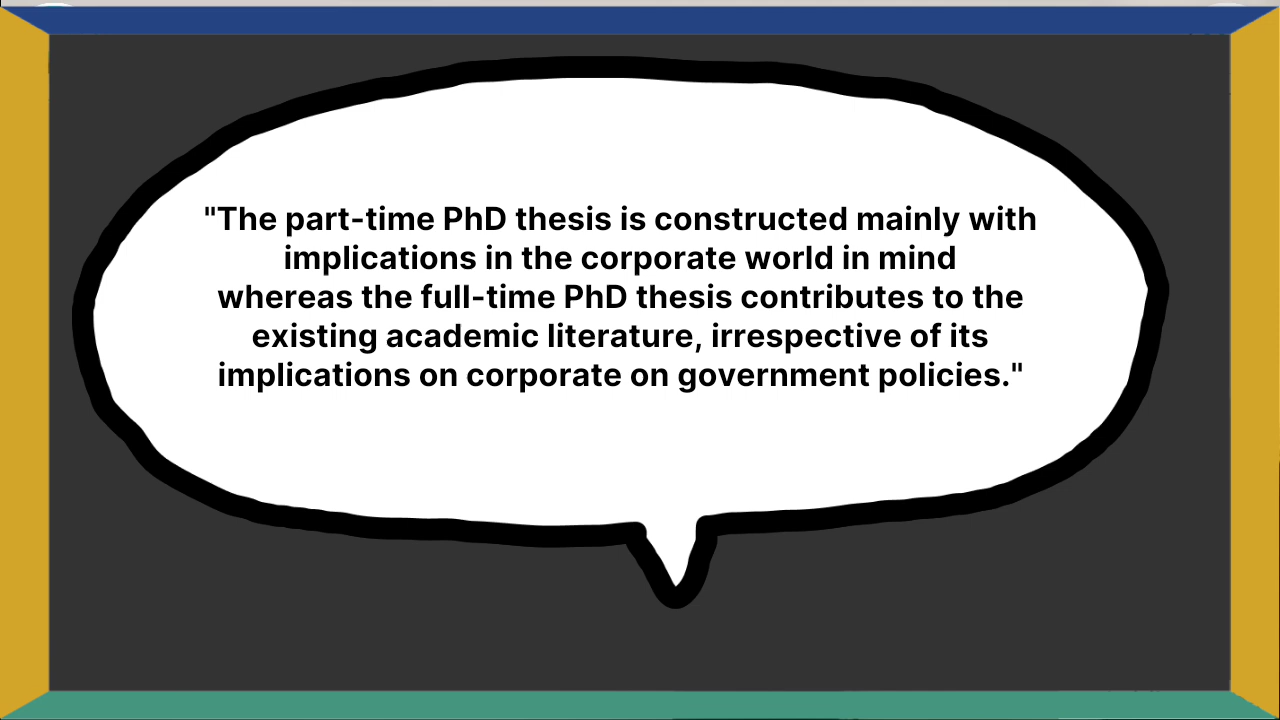 "The part-time PhD thesis is constructed mainly with
implications in the corporate world in mind
whereas the full-time PhD thesis contributes to the
existing academic literature, irrespective of its
implications on corporate on government policies."